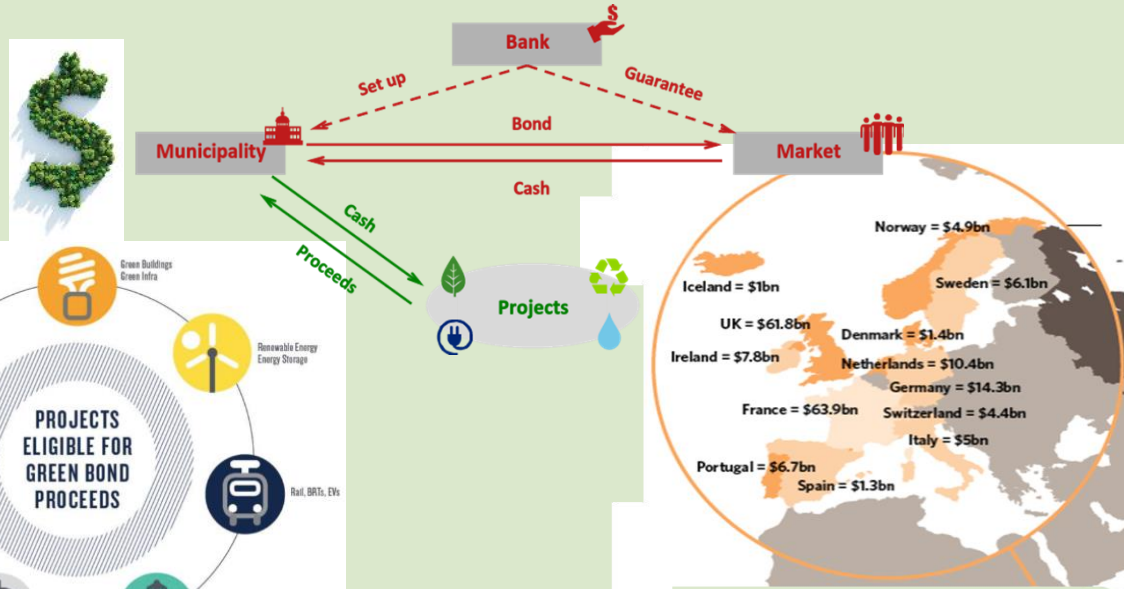 $
Bank
Set up
Guarantee
Municipality
Bond
Market
Cash
Cash
Proceeds
Projects
Green Buildings
Green Infra
Renewable Energy
Energy Storage
PROJECTS
ELIGIBLE FOR
GREEN BOND
PROCEEDS
Rail, BRTs, EVs
Norway = $4.9bn
Iceland = $1bn
Sweden = $6.1bn
UK = $61.8bn
Denmark = $1.4bn
Ireland = $7.8bn
Netherlands = $10.4bn
Germany = $14.3bn
France = $63.9bn
Switzerland = $4.4bn
Italy = $5bn
Portugal = $6.7bn
Spain = $1.3bn